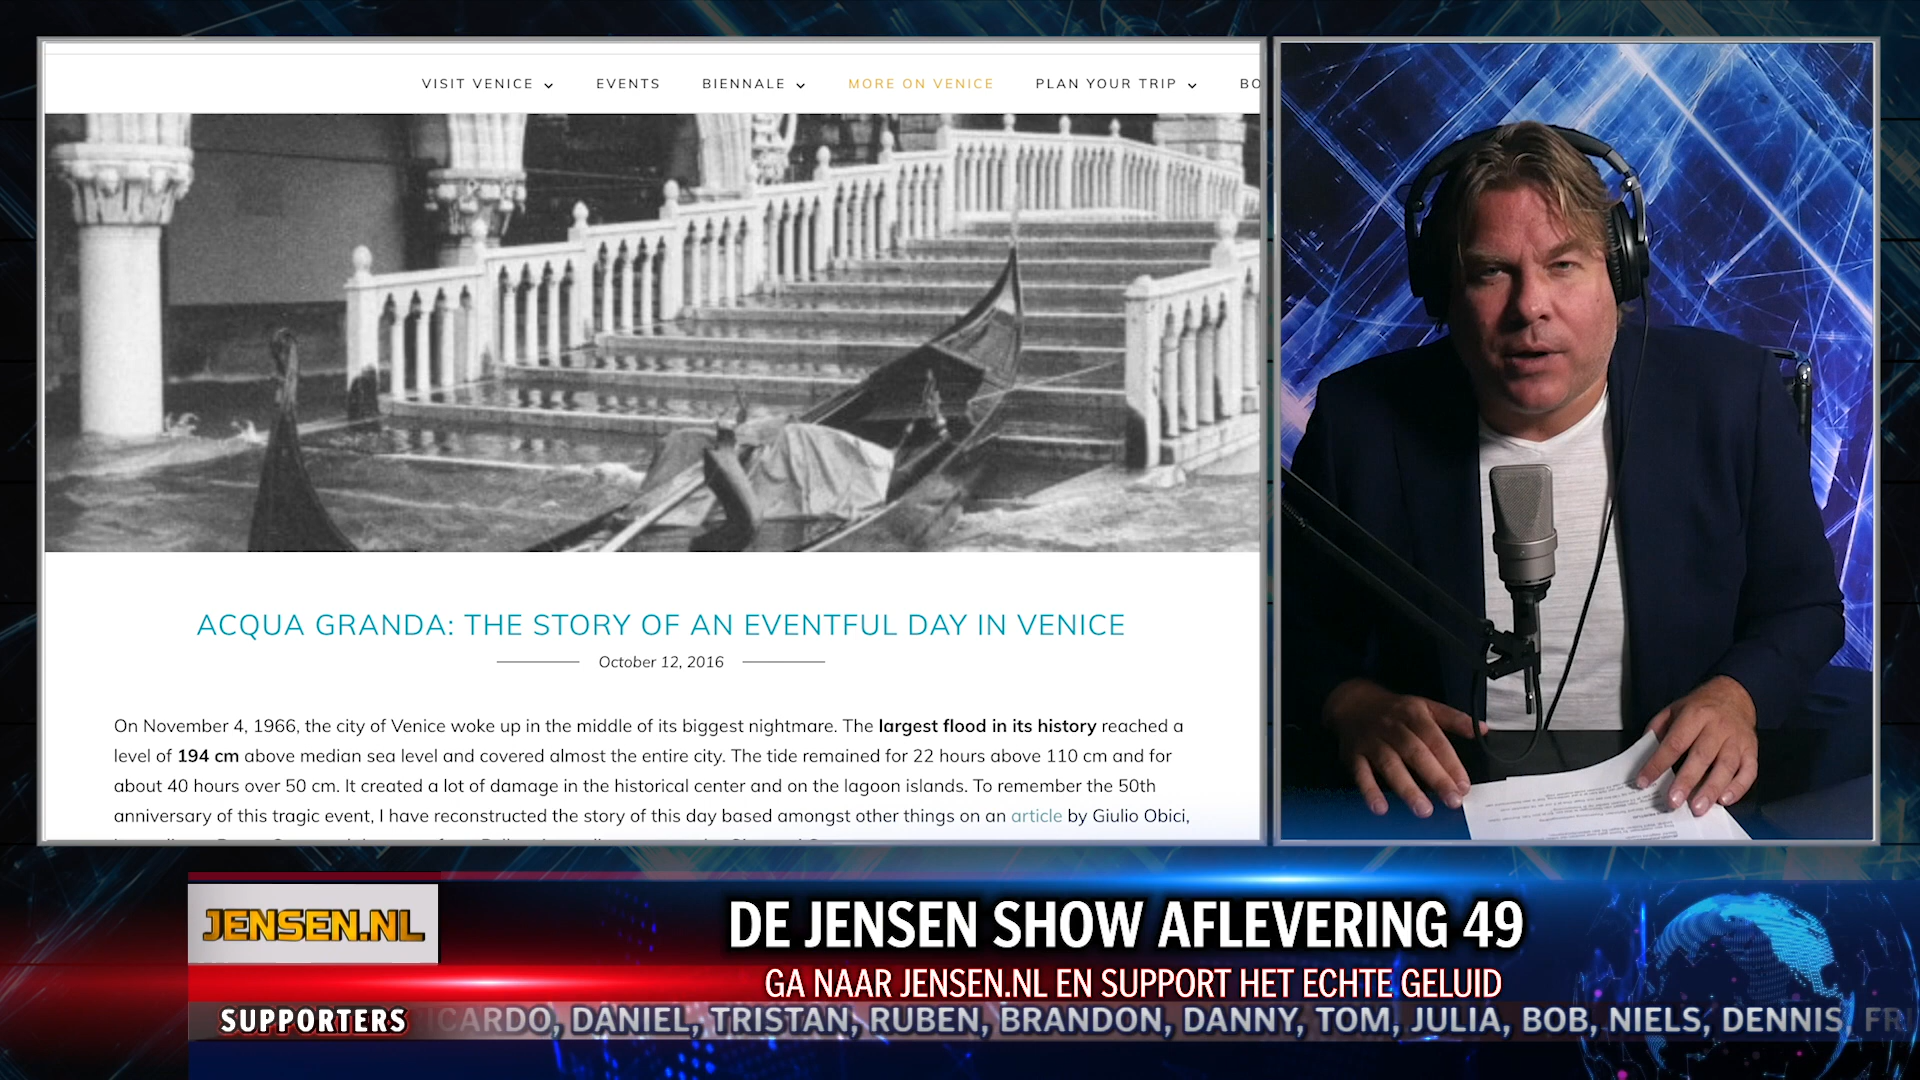 VISIT VENICE
EVENTS
BIENNALE
MORE ON VENICE
PLAN YOUR TRIP
ACQUA GRANDA: THE STORY OF AN EVENTFUL DAY IN VENICE
October 12, 2016
On November 4, 1966, the city of Venice woke up in the middle of its biggest nightmare. The largest flood in its history reached a
level of 194 cm above median sea level and covered almost the entire city. The tide remained for 22 hours above 110 cm and for
about 40 hours over 50 cm. It created a lot of damage in the historical center and on the lagoon islands. To remember the 50th
anniversary of this tragic event, I have reconstructed the story of this day based amongst other things on an article by Giulio Obici,
JENSEN.NL
DE JENSEN SHOW AFLEVERING 49
GA NAAR JENSEN.NL EN SUPPORT HET ECHTE GELUID
SUPPORTERS
ICARDO, DANIEL, TRISTAN, RUBEN, BRANDON, DANNY, TOM, JULIA, BOB, NIELS, DENNIS,